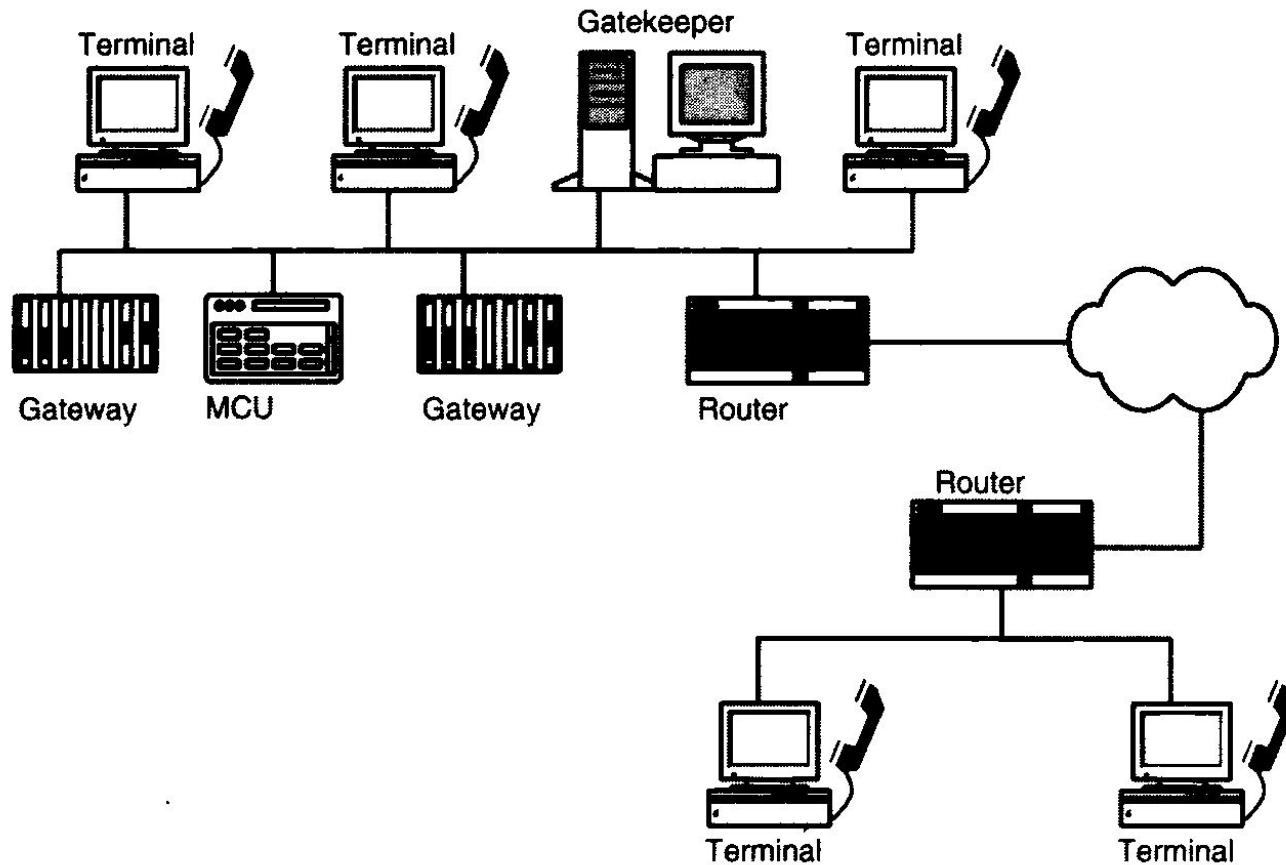 Gatekeeper
Terminal
Terminal
Terminal
Gateway
MCU
Gateway
Router
Router
Terminal
Terminal